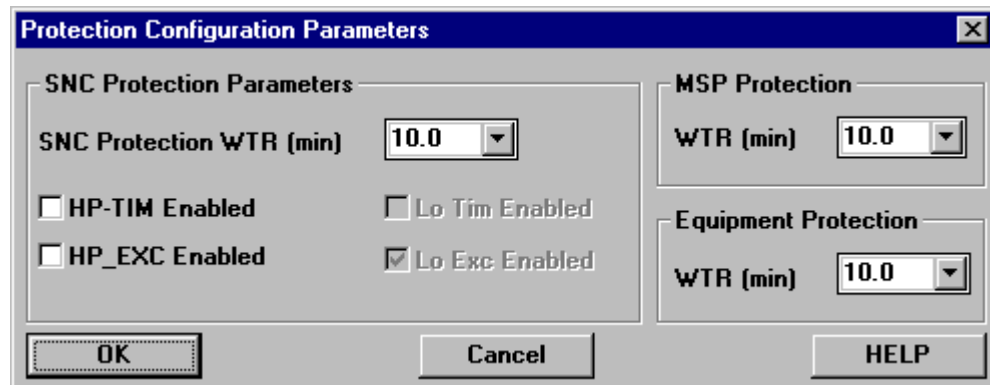 Protection Configuration Parameters
SNC Protection Parameters
SNC Protection WTR (min) 10.0
HP-TIM Enabled Lo Tim Enabled
HP_EXC Enabled Lo Exc Enabled
MSP Protection
WTR (min) 10.0
Equipment Protection
WTR (min) 10.0
OK Cancel HELP